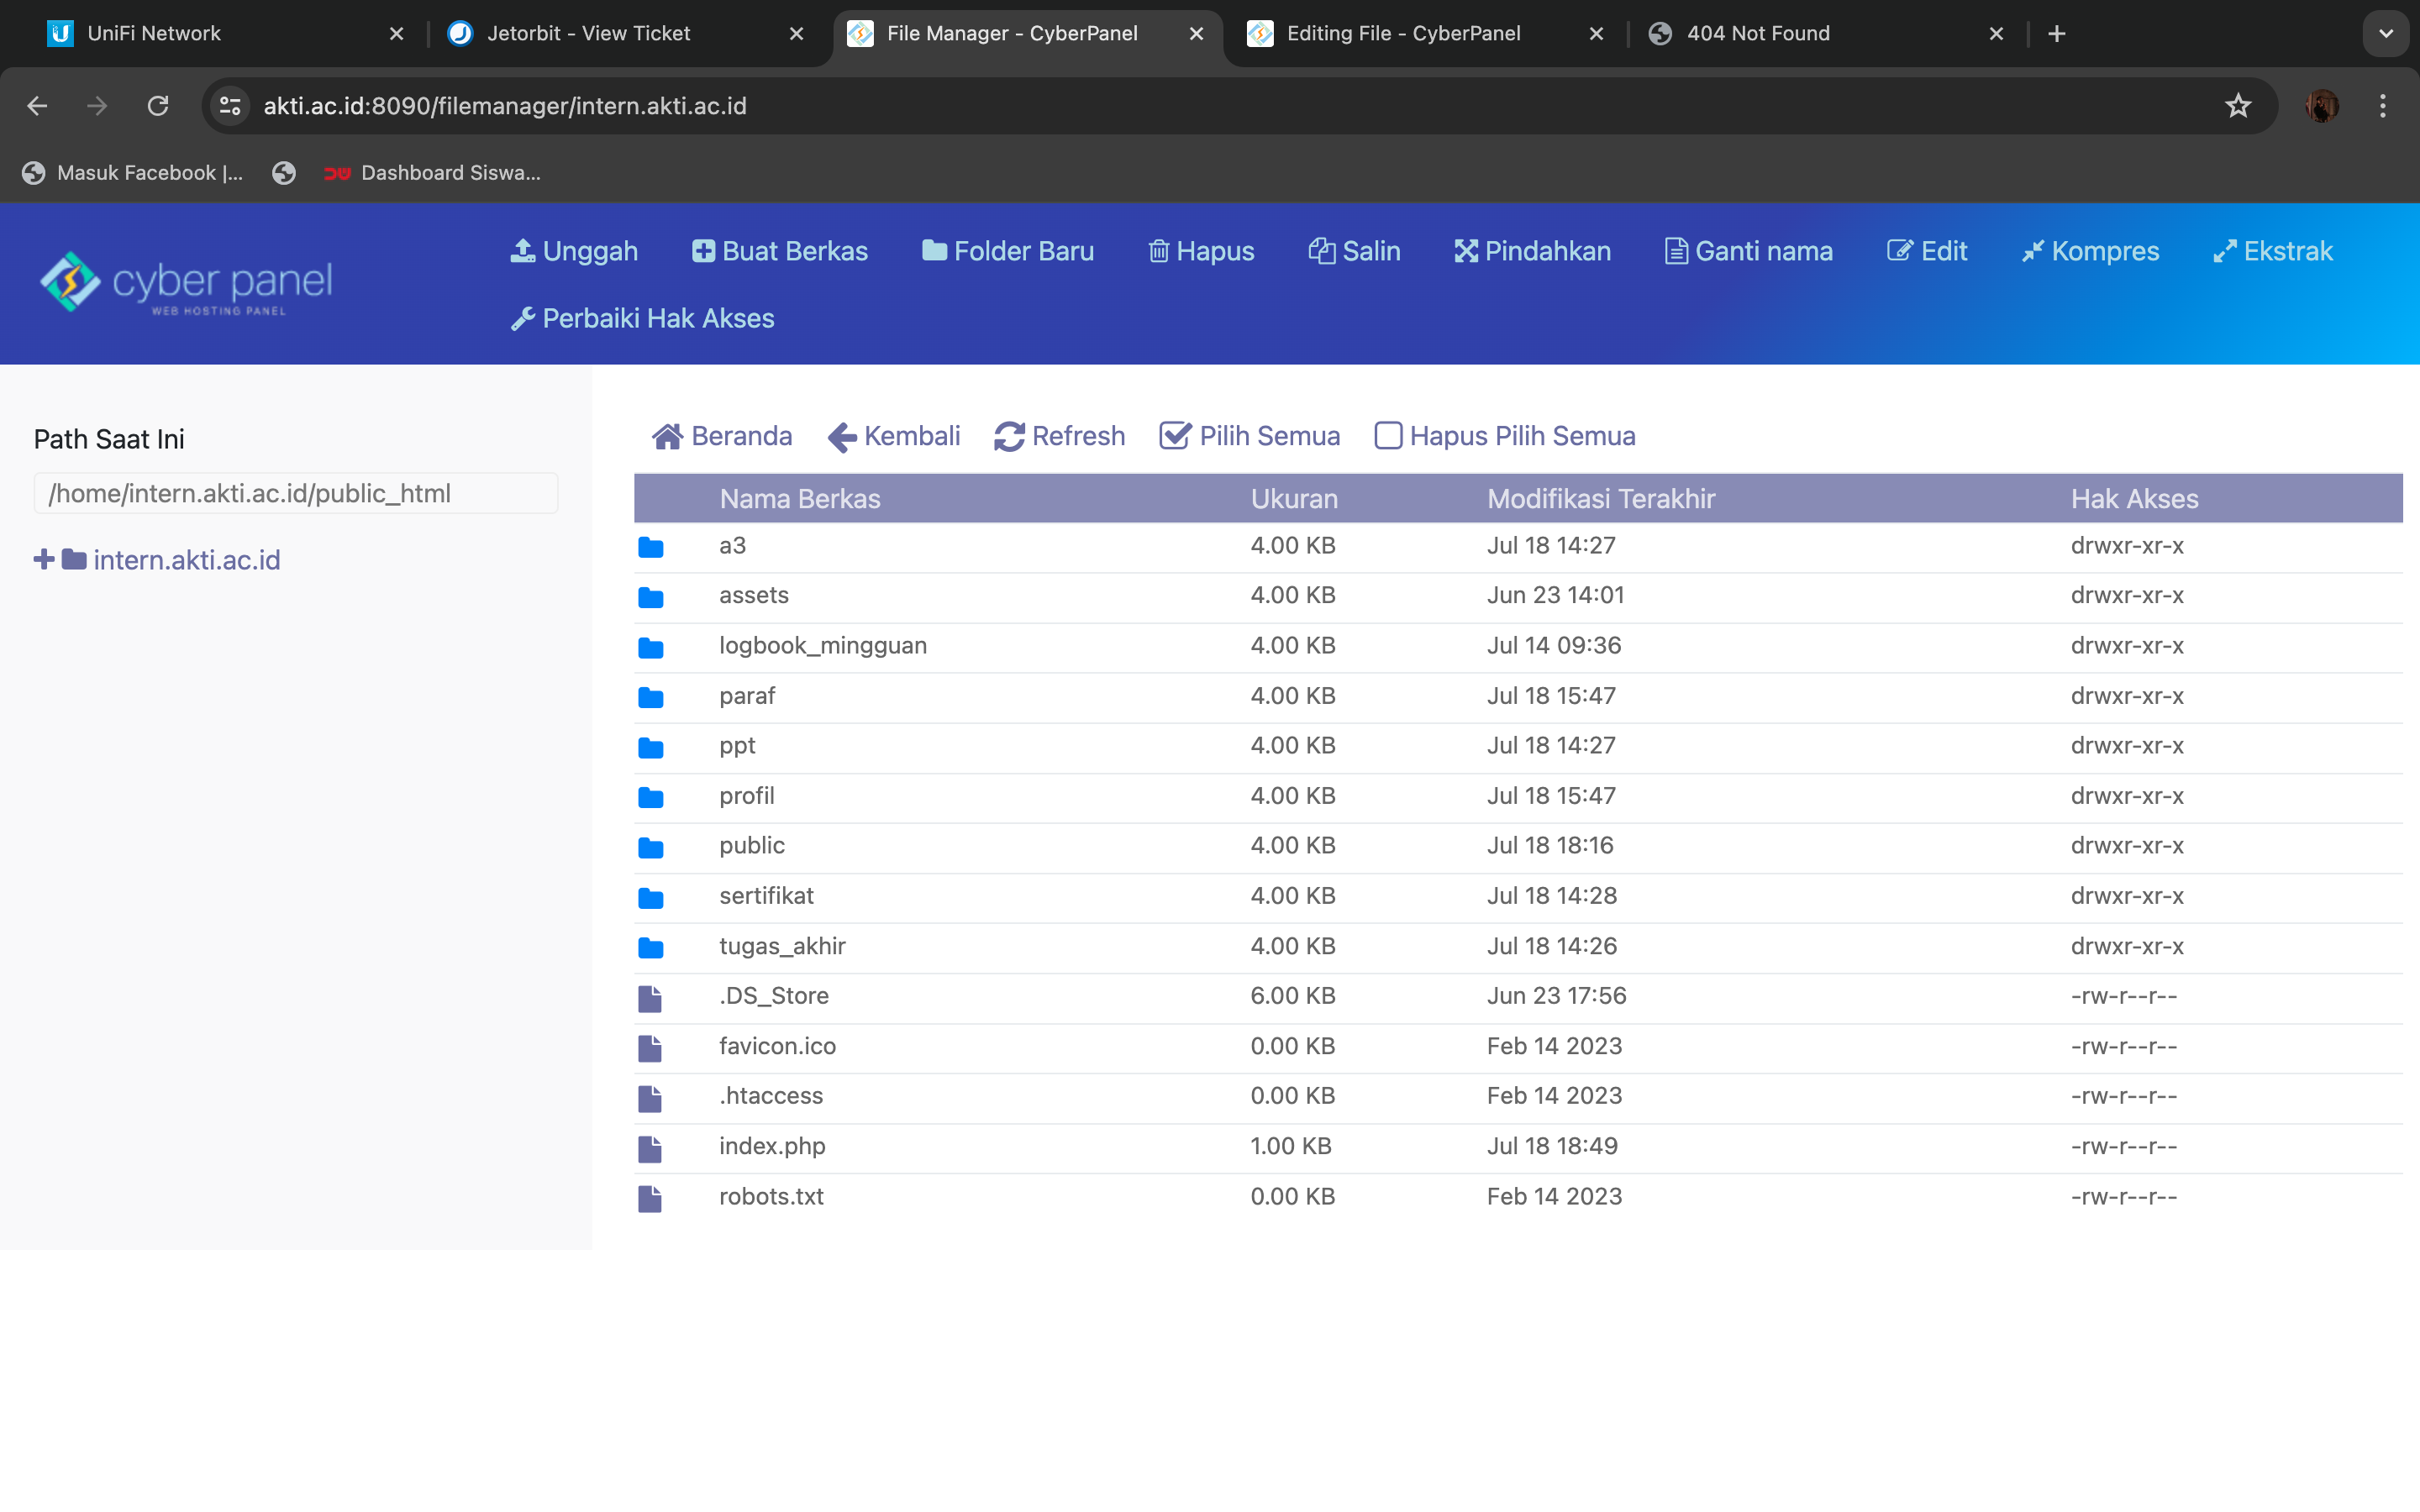 UniFi Network
Jetorbit - View Ticket
File Manager - CyberPanel
Editing File - CyberPanel
404 Not Found
akti.ac.id:8090/filemanager/intern.akti.ac.id
Masuk Facebook |...
Dashboard Siswa...
cyber panel
WEB HOSTING PANEL
Unggah
Buat Berkas
Folder Baru
Hapus
Salin
Pindahkan
Ganti nama
Edit
Kompres
Ekstrak
Perbaiki Hak Akses
Path Saat Ini
/home/intern.akti.ac.id/public_html
intern.akti.ac.id
Beranda Kembali Refresh Pilih Semua Hapus Pilih Semua
Nama Berkas Ukuran Modifikasi Terakhir Hak Akses
a3 4.00 KB Jul 18 14:27 drwxr-xr-x
assets 4.00 KB Jun 23 14:01 drwxr-xr-x
logbook_mingguan 4.00 KB Jul 14 09:36 drwxr-xr-x
paraf 4.00 KB Jul 18 15:47 drwxr-xr-x
ppt 4.00 KB Jul 18 14:27 drwxr-xr-x
profil 4.00 KB Jul 18 15:47 drwxr-xr-x
public 4.00 KB Jul 18 18:16 drwxr-xr-x
sertifikat 4.00 KB Jul 18 14:28 drwxr-xr-x
tugas_akhir 4.00 KB Jul 18 14:26 drwxr-xr-x
.DS_Store 6.00 KB Jun 23 17:56 -rw-r--r--
favicon.ico 0.00 KB Feb 14 2023 -rw-r--r--
.htaccess 0.00 KB Feb 14 2023 -rw-r--r--
index.php 1.00 KB Jul 18 18:49 -rw-r--r--
robots.txt 0.00 KB Feb 14 2023 -rw-r--r--